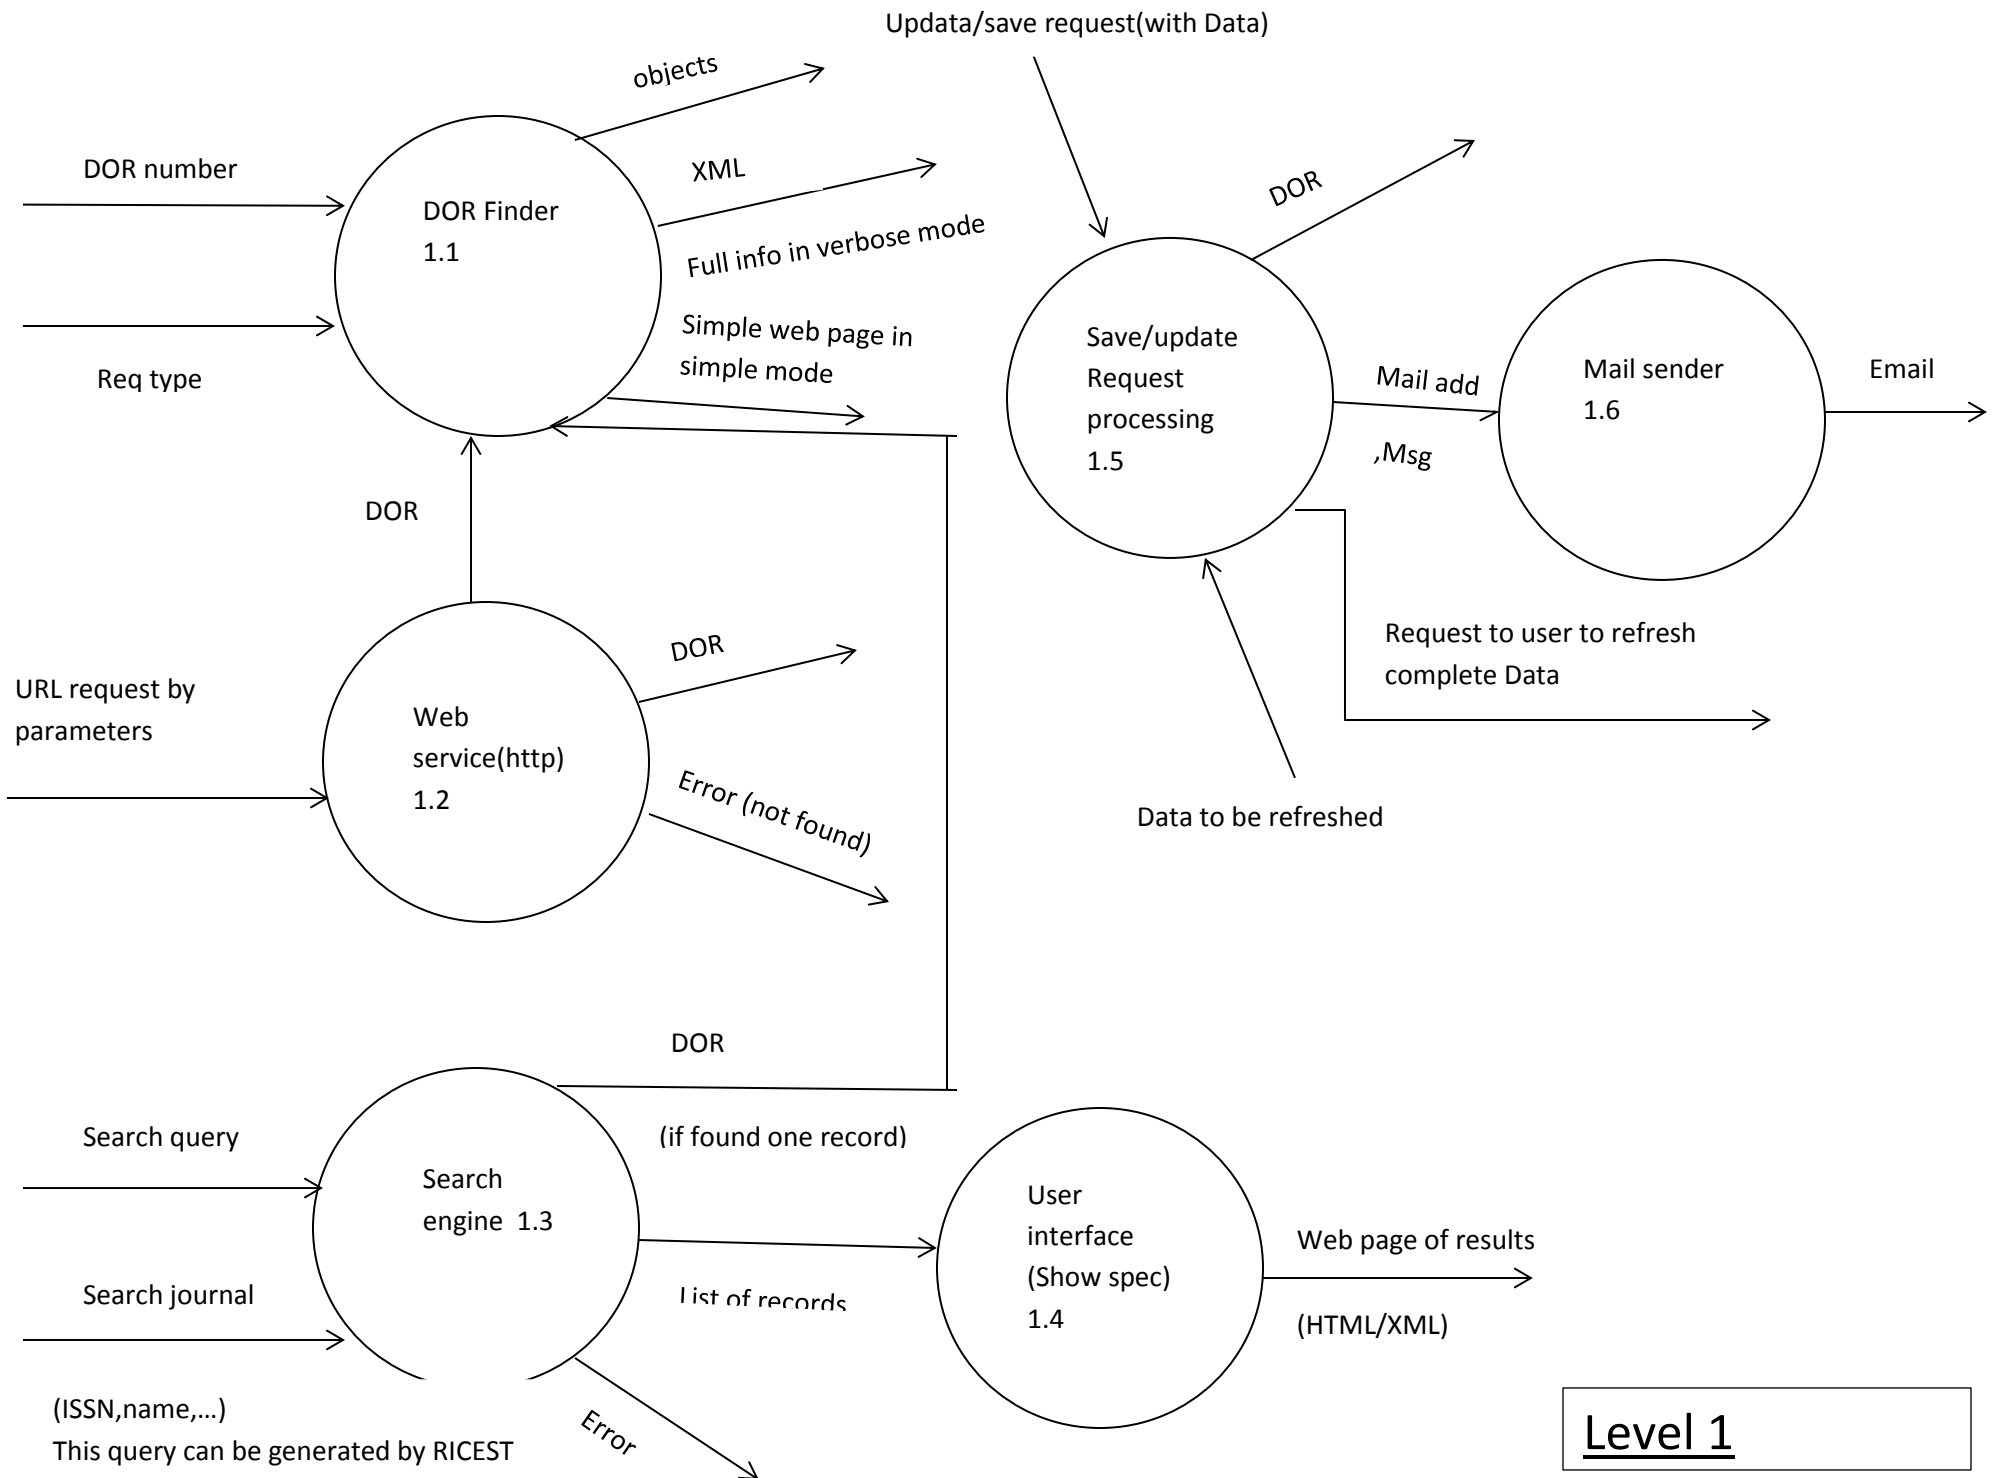 Updata/save request(with Data)
objects
DOR number
XML
DOR Finder
1.1
DOR
Full info in verbose mode
Req type
Simple web page in
simple mode
Save/update
Request
processing
1.5
Mail add
,Msg
Mail sender
1.6
Email
DOR
Request to user to refresh
complete Data
Data to be refreshed
URL request by
parameters
Web
service(http)
1.2
DOR
Error (not found)
DOR
(if found one record)
Search query
Search
engine 1.3
Search journal
List of records
User
interface
(Show spec)
1.4
Web page of results
(HTML/XML)
(ISSN,name,...)
This query can be generated by RICEST
Error
Level 1